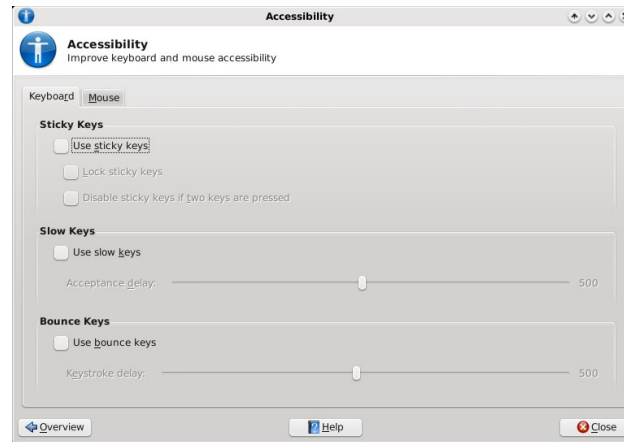 Accessibility
Accessibility
Improve keyboard and mouse accessibility
Keyboard Mouse
Sticky Keys
Use sticky keys
Lock sticky keys
Disable sticky keys if two keys are pressed
Slow Keys
Use slow keys
Acceptance delay: 500
Bounce Keys
Use bounce keys
Keystroke delay: 500
Overview Help Close